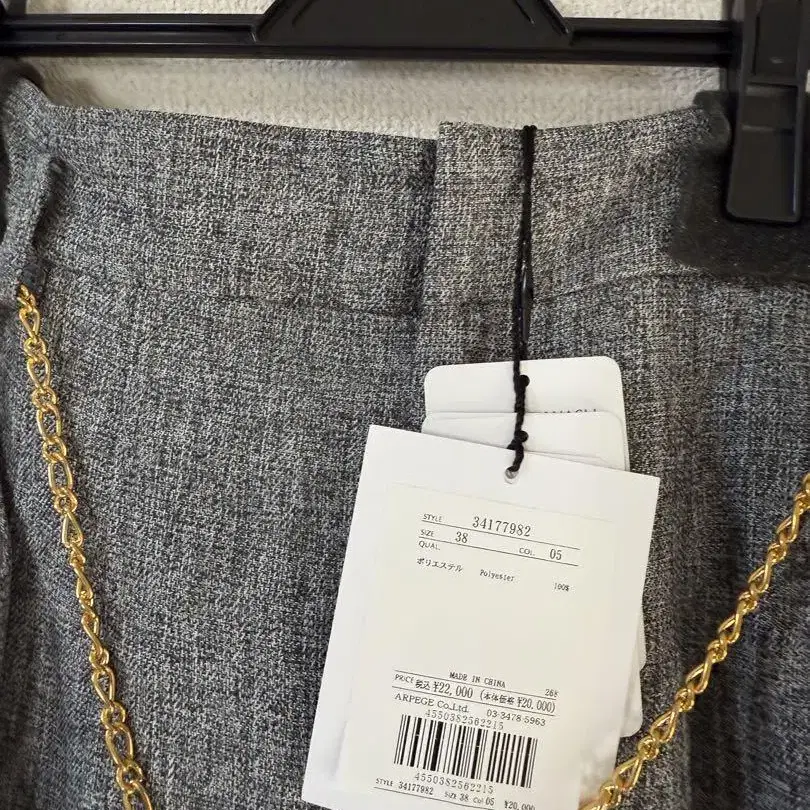 STYLE 34177982
SIZE 38
QUAL. COL. 05
ポリエステル Polyester 100%
MADE IN CHINA 268
PRICE 税込 ¥22,000 (本体価格 ¥20,000)
ARPEGE Co.,Ltd. 03-3478-5963
4550382562215
4550382562215
STYLE 34177982 SIZE 38 Col 05 ¥20,000